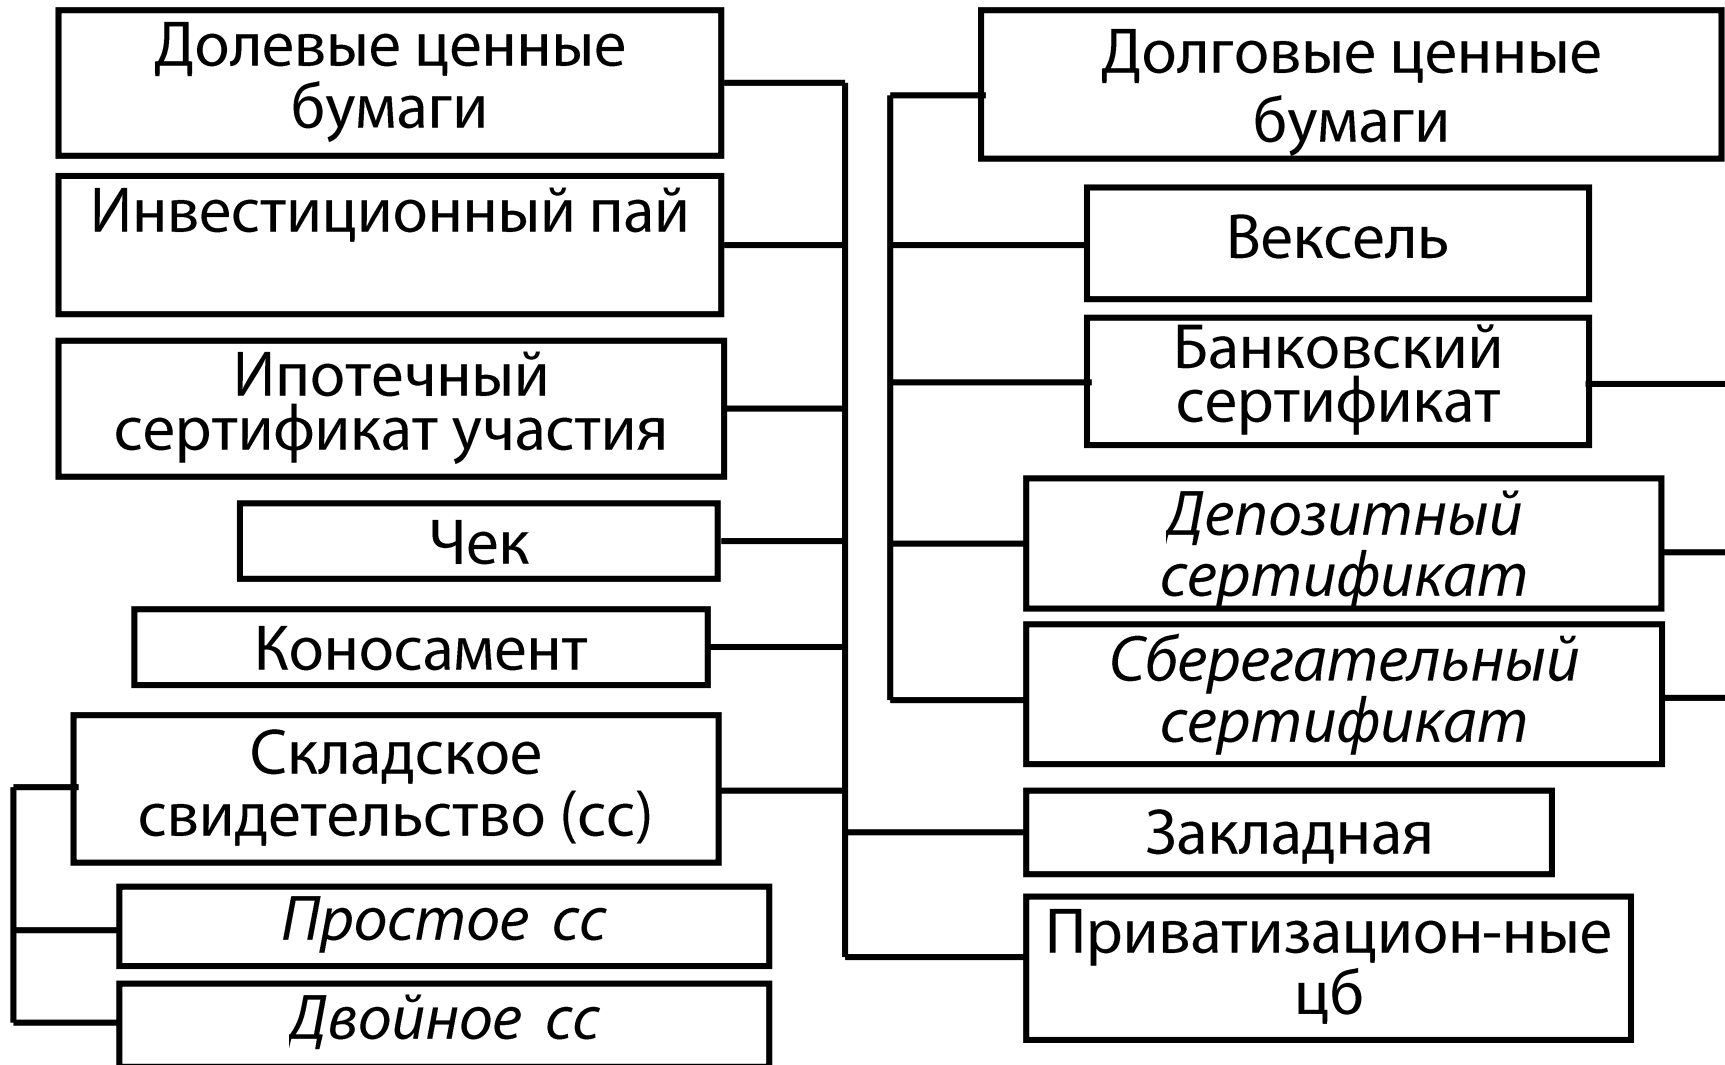 Долевые ценные
бумаги
Инвестиционный пай
Ипотечный
сертификат участия
Чек
Коносамент
Складское
свидетельство (сс)
Простое сс
Двойное сс
Долговые ценные
бумаги
Вексель
Банковский
сертификат
Депозитный
сертификат
Сберегательный
сертификат
Закладная
Приватизацион-ные
цб